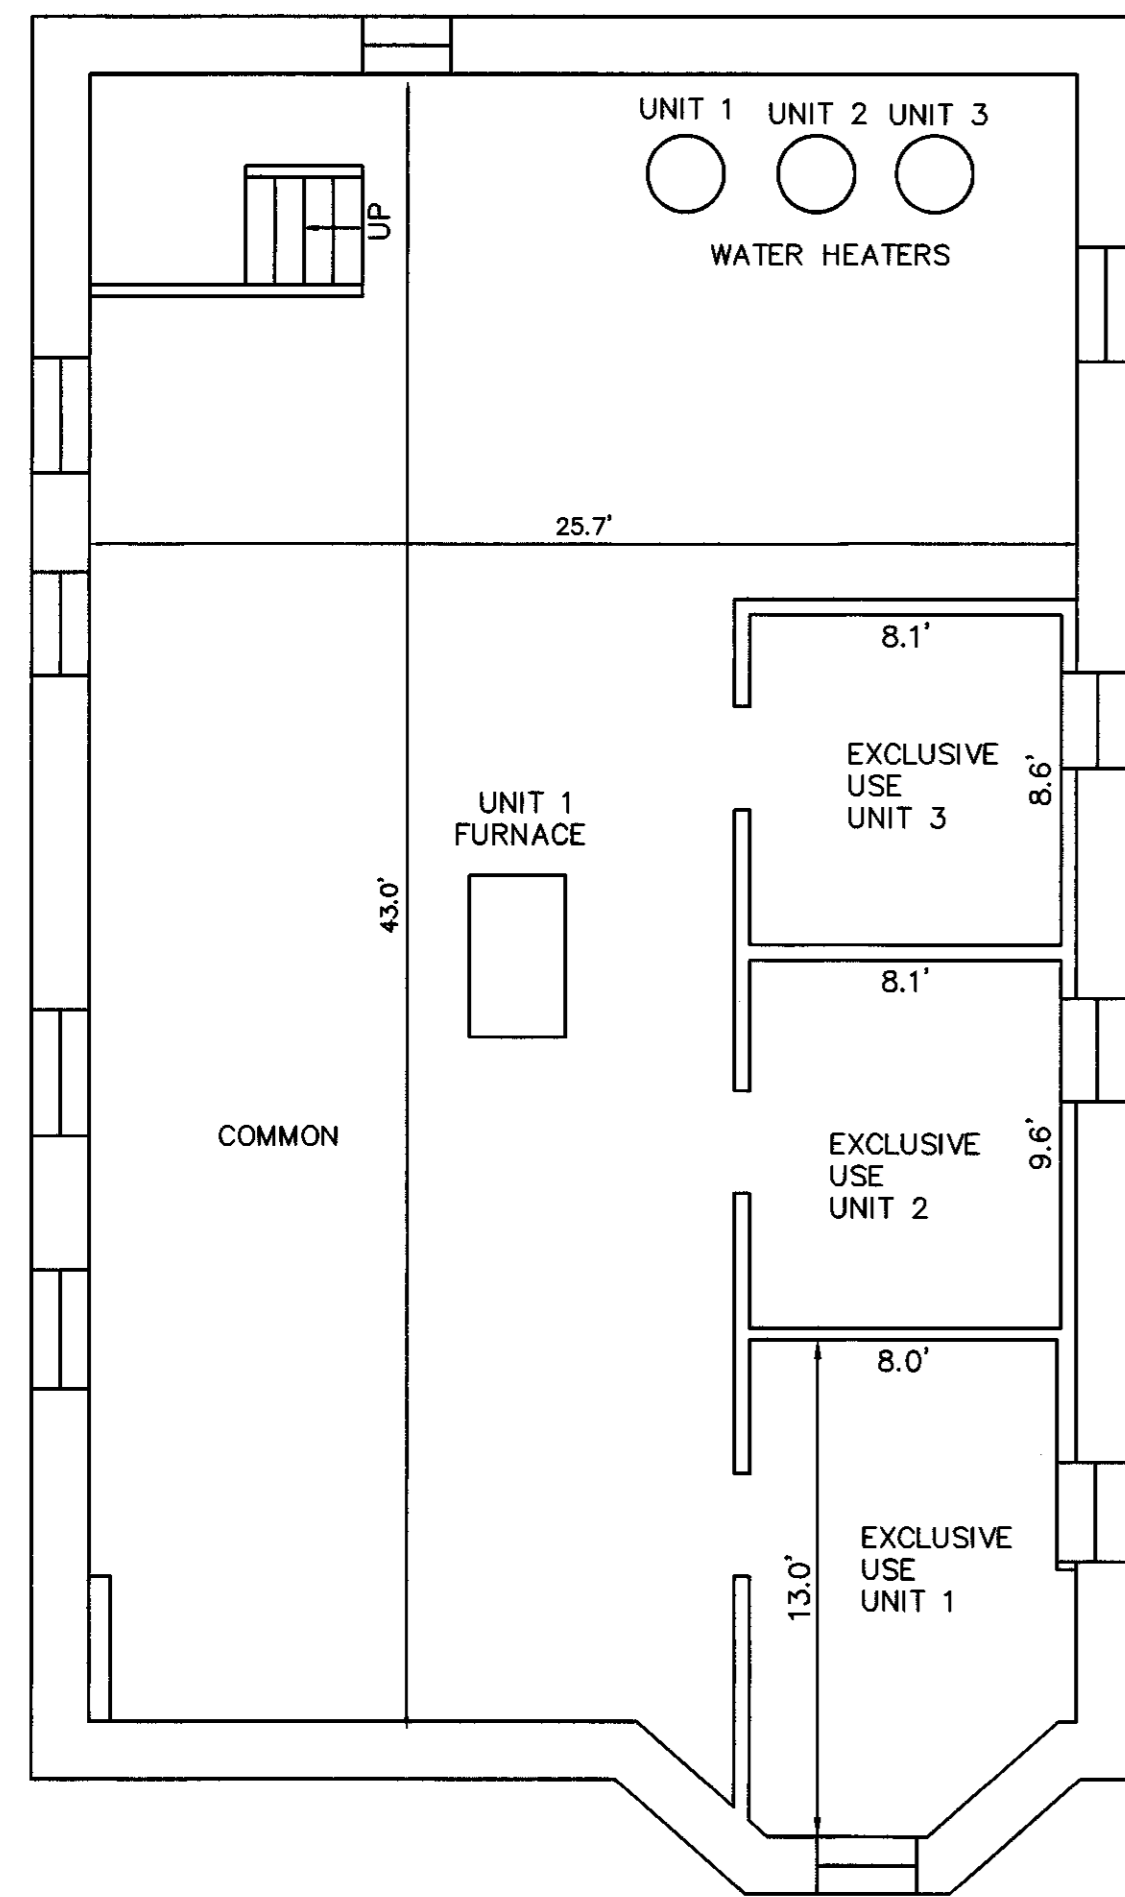 UNIT 1
UNIT 2
UNIT 3
WATER HEATERS
UP
25.7'
8.1'
EXCLUSIVE
USE
UNIT 3
8.6'
UNIT 1
FURNACE
43.0'
8.1'
COMMON
EXCLUSIVE
USE
UNIT 2
9.6'
8.0'
EXCLUSIVE
USE
UNIT 1
13.0'